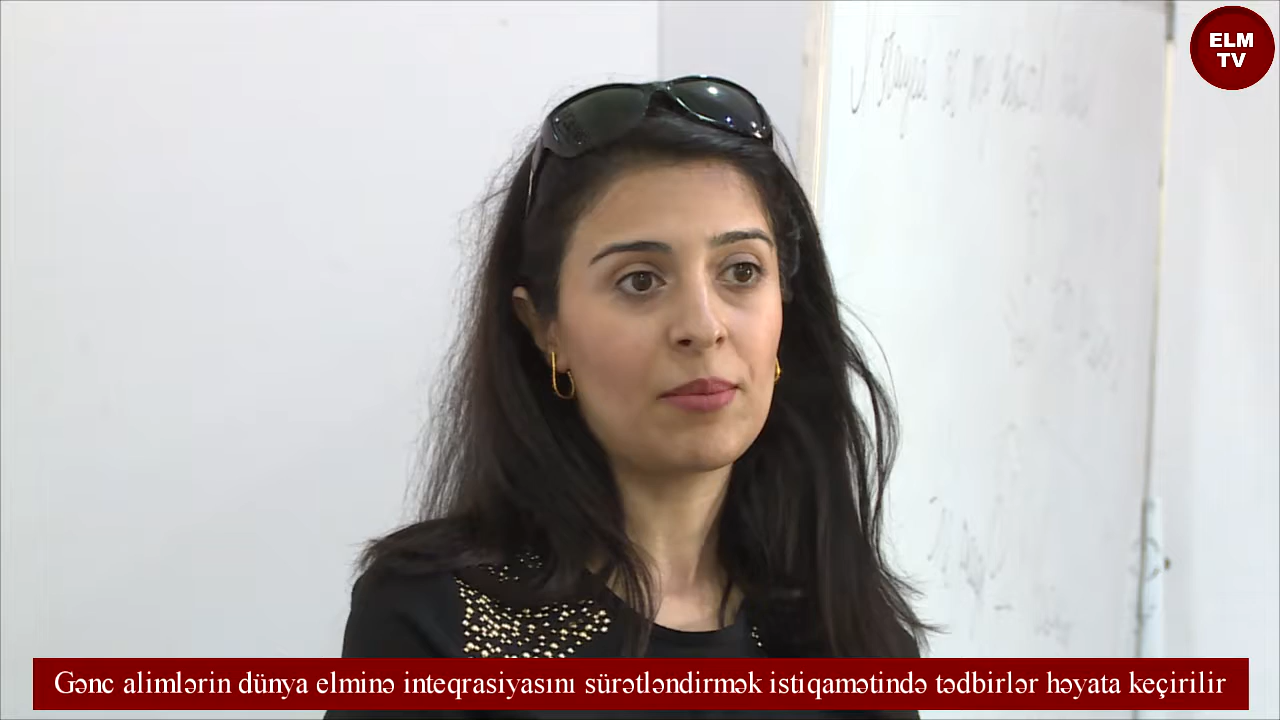 ELM
TV
Gənc alimlərin dünya elminə inteqrasiyasını sürətləndirmək istiqamətində tədbirlər həyata keçirilir